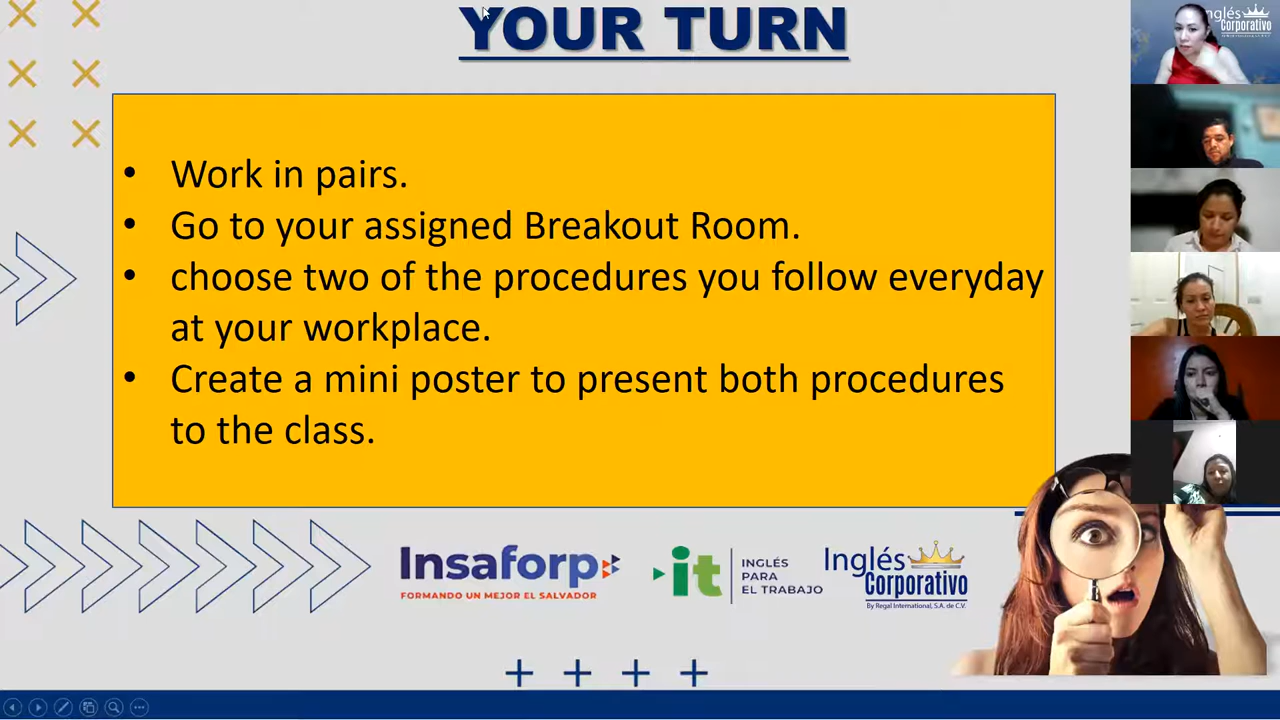 YOUR TURN
• Work in pairs.
• Go to your assigned Breakout Room.
• choose two of the procedures you follow everyday
at your workplace.
• Create a mini poster to present both procedures
to the class.
Inglés
Corporativo
Insaforp
FORMANDO UN MEJOR EL SALVADOR
it
INGLÉS
PARA
EL TRABAJO
Inglés
Corporativo
By Regal International, S.A. de C.V.